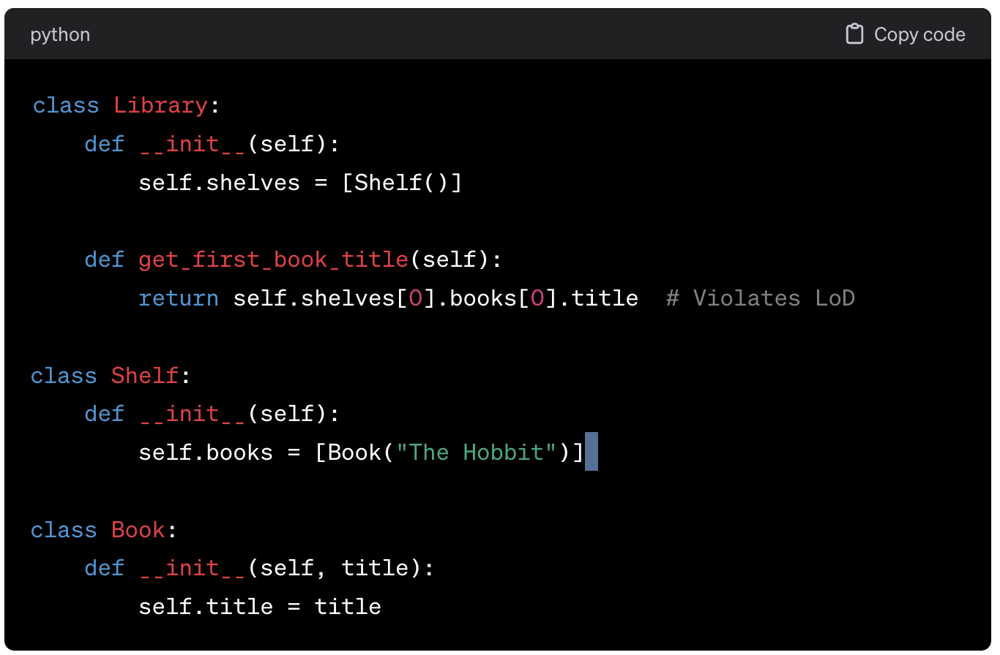 python
Copy code
class Library:
    def __init__(self):
        self.shelves = [Shelf()]
    def get_first_book_title(self):
        return self.shelves[0].books[0].title  # Violates LoD
class Shelf:
    def __init__(self):
        self.books = [Book("The Hobbit")]
class Book:
    def __init__(self, title):
        self.title = title